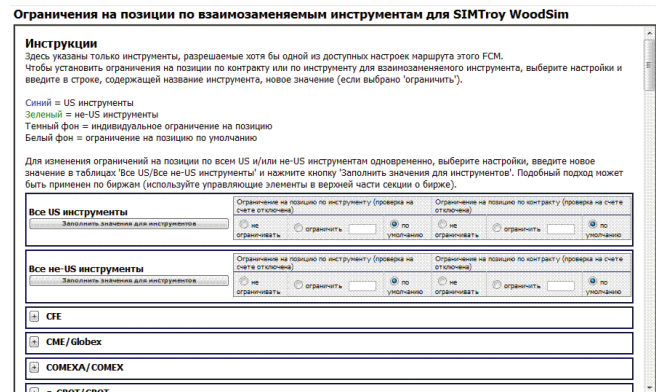 Ограничения на позиции по взаимозаменяемым инструментам для SIMTroy WoodSim
Инструкции
Здесь указаны только инструменты, разрешаемые хотя бы одной из доступных настроек маршрута этого FCM.
Чтобы установить ограничения на позиции по контракту или по инструменту для взаимозаменяемого инструмента, выберите настройки и
введите в строке, содержащей название инструмента, новое значение (если выбрано 'ограничить').
Синий = US инструменты
Зеленый = не-US инструменты
Темный фон = индивидуальное ограничение на позицию
Белый фон = ограничение на позицию по умолчанию
Для изменения ограничений на позиции по всем US и/или не-US инструментам одновременно, выберите настройки, введите новое
значение в таблицах 'Все US/Все не-US инструменты' и нажмите кнопку 'Заполнить значения для инструментов'. Подобный подход может
быть применен по биржам (используйте управляющие элементы в верхней части секции о бирже).
Все US инструменты
Заполнить значения для инструментов
Ограничение на позицию по инструменту (проверка на
счете отключена)
не
ограничивать
ограничить
по
умолчанию
Ограничение на позицию по контракту (проверка на счете
отключена)
не
ограничивать
ограничить
по
умолчанию
Все не-US инструменты
Заполнить значения для инструментов
Ограничение на позицию по инструменту (проверка на
счете отключена)
не
ограничивать
ограничить
по
умолчанию
Ограничение на позицию по контракту (проверка на счете
отключена)
не
ограничивать
ограничить
по
умолчанию
CFE
CME/Globex
COMEXA/COMEX